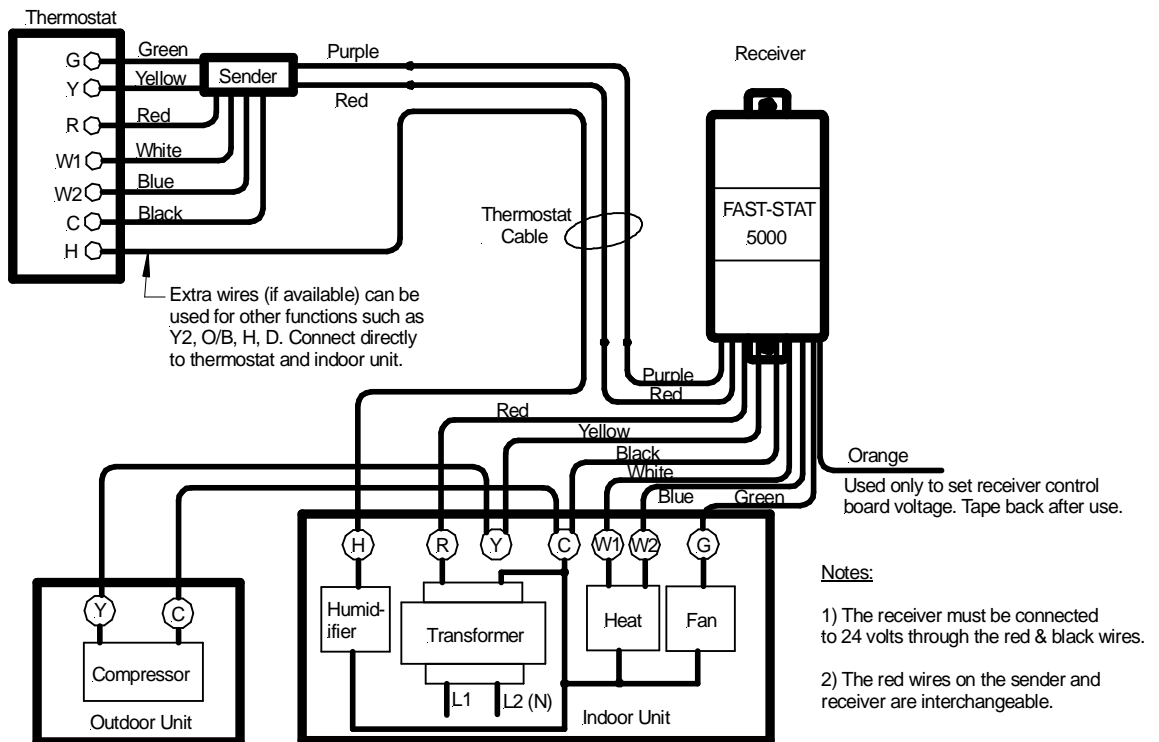 Thermostat
G
Green
Y
Yellow
Sender
Purple
Red
R
Red
W1
White
W2
Blue
C
Black
H
Extra wires (if available) can be
used for other functions such as
Y2, O/B, H, D. Connect directly
to thermostat and indoor unit.
Thermostat
Cable
Receiver
FAST-STAT
5000
Purple
Red
Red
Yellow
Black
White
Blue
Green
Orange
Used only to set receiver control
board voltage. Tape back after use.
H
R
Y
C
W1
W2
G
Humid-
ifier
Transformer
Heat
Fan
L1
L2 (N)
Indoor Unit
Y
C
Compressor
Outdoor Unit
Notes:
1) The receiver must be connected
to 24 volts through the red & black wires.
2) The red wires on the sender and
receiver are interchangeable.